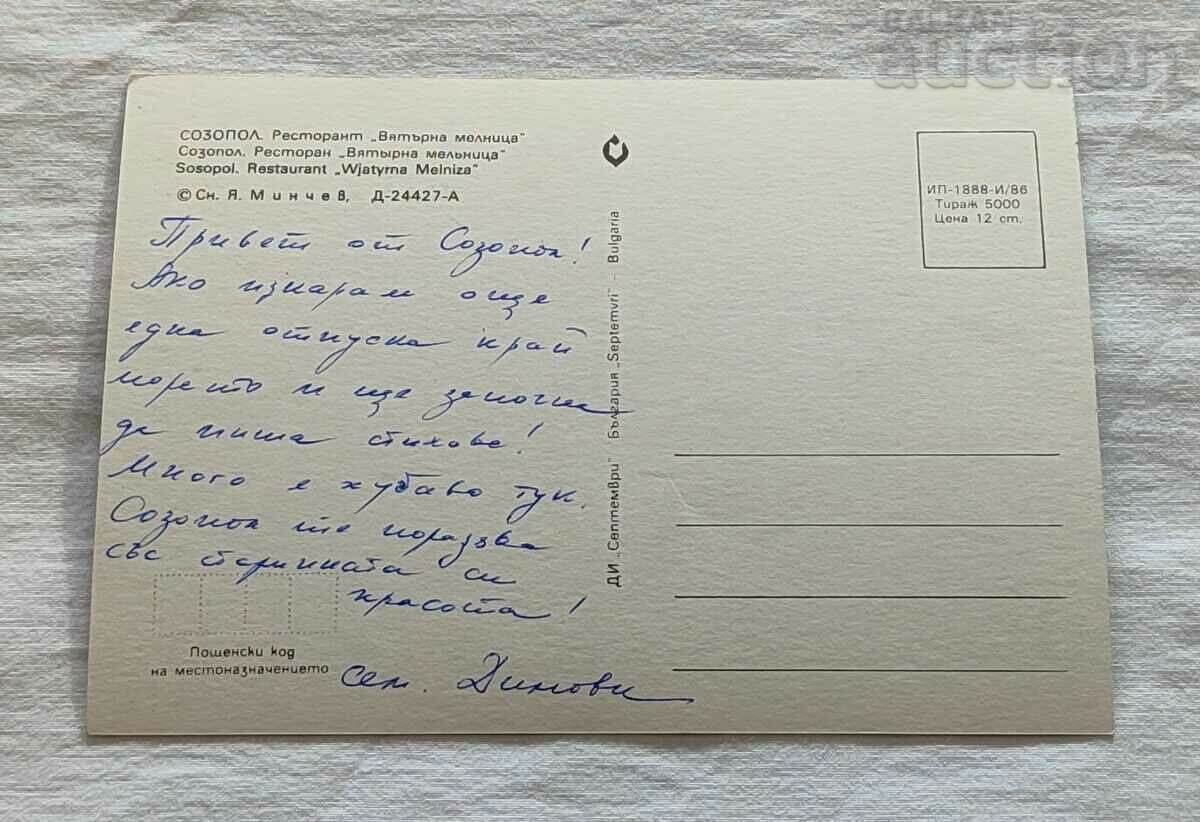 BALKAN
auction
СОЗОПОЛ. Ресторант „Вятърна мелница"
Созопол. Ресторан „Вятырна мельница"
Sosopol. Restaurant „Wjatyrna Melniza"
© Сн. Я. Минчев, Д-24427-А
Привет от Созопол!
Ако изкарам още
една отпуска край
морето и ще започна
да пиша стихове!
Много е хубаво тук.
Созопол те поразява
със старинната си
красота!
Сем. Динови
Пощенски код
на местоназначението
ДИ „Септември" България „Septemvri" – Bulgaria
ИП-1888-И/86
Тираж 5000
Цена 12 ст.